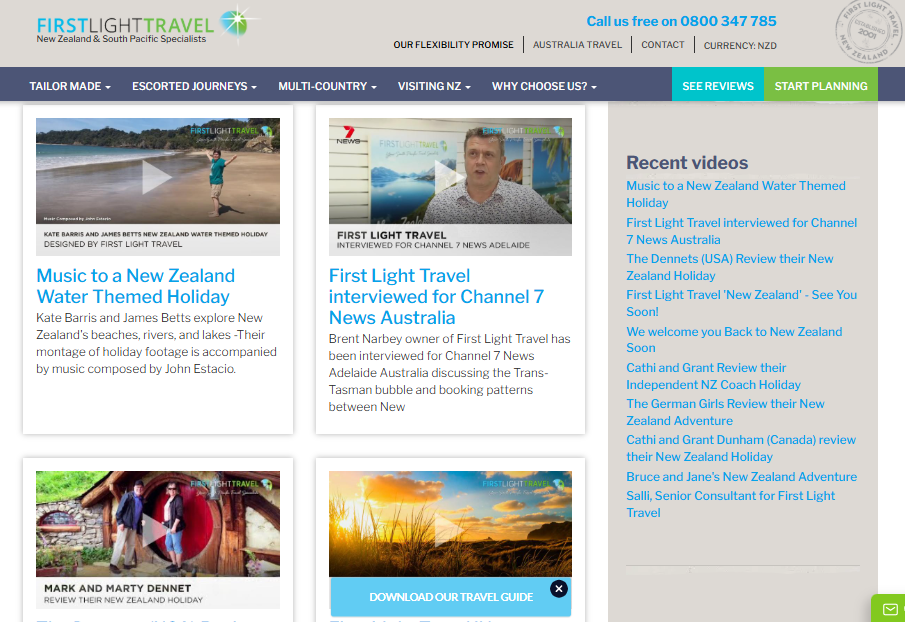 FIRSTLIGHTTRAVEL
New Zealand & South Pacific Specialists
Call us free on 0800 347 785
OUR FLEXIBILITY PROMISE
AUSTRALIA TRAVEL
CONTACT
CURRENCY: NZD
FIRST LIGHT TRAVEL
ESTABLISHED
2001
NEW ZEALAND
TAILOR MADE
ESCORTED JOURNEYS
MULTI-COUNTRY
VISITING NZ
WHY CHOOSE US?
SEE REVIEWS
START PLANNING
FIRSTLIGHTTRAVEL
Music Composed by John Estacio
KATE BARRIS AND JAMES BETTS NEW ZEALAND WATER THEMED HOLIDAY
DESIGNED BY FIRST LIGHT TRAVEL
Music to a New Zealand
Water Themed Holiday
Kate Barris and James Betts explore New
Zealand's beaches, rivers, and lakes -Their
montage of holiday footage is accompanied
by music composed by John Estacio.
7
NEWS
FIRSTLIGHTTRAVEL
FIRST LIGHT TRAVEL
INTERVIEWED FOR CHANNEL 7 NEWS ADELAIDE
First Light Travel
interviewed for Channel 7
News Australia
Brent Narbey owner of First Light Travel has
been interviewed for Channel 7 News
Adelaide Australia discussing the Trans-
Tasman bubble and booking patterns
between New
FIRSTLIGHTTRAVEL
MARK AND MARTY DENNET
REVIEW THEIR NEW ZEALAND HOLIDAY
FIRSTLIGHTTRAVEL
DOWNLOAD OUR TRAVEL GUIDE
Recent videos
Music to a New Zealand Water Themed
Holiday
First Light Travel interviewed for Channel
7 News Australia
The Dennets (USA) Review their New
Zealand Holiday
First Light Travel 'New Zealand' - See You
Soon!
We welcome you Back to New Zealand
Soon
Cathi and Grant Review their
Independent NZ Coach Holiday
The German Girls Review their New
Zealand Adventure
Cathi and Grant Dunham (Canada) review
their New Zealand Holiday
Bruce and Jane's New Zealand Adventure
Salli, Senior Consultant for First Light
Travel